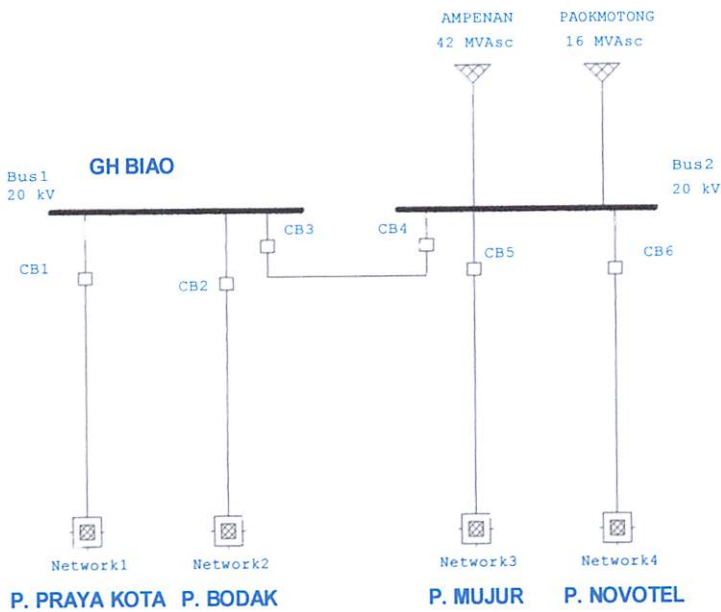 AMPENAN
42 MVAsc
PAOKMOTONG
16 MVAsc
Bus1
20 kV
GH BIAO
Bus2
20 kV
CB3
CB4
CB1
CB2
CB5
CB6
Network1
Network2
Network3
Network4
P. PRAYA KOTA
P. BODAK
P. MUJUR
P. NOVOTEL